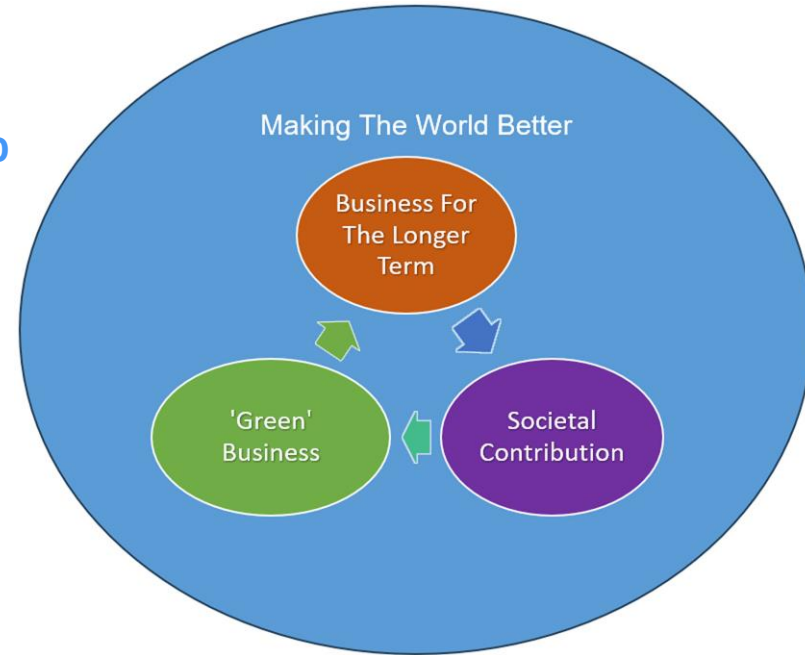 Making The World Better
Business For
The Longer
Term
'Green'
Business
Societal
Contribution